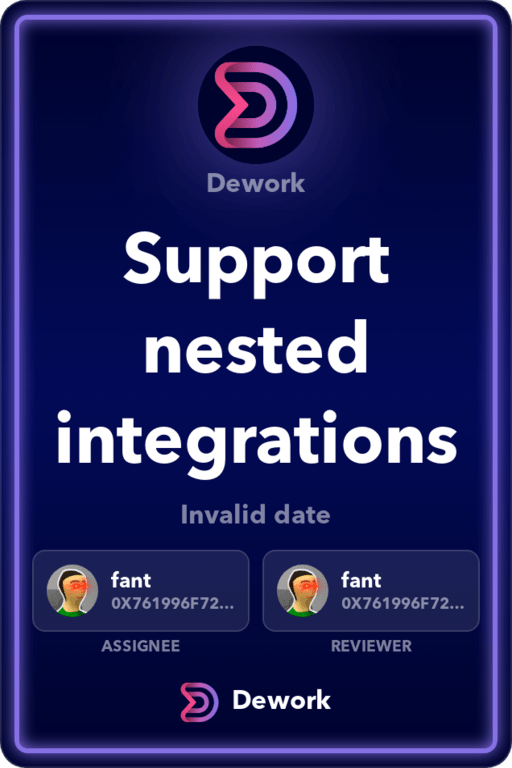 Dework
Support
nested
integrations
Invalid date
fant
0X761996F72...
fant
0X761996F72...
ASSIGNEE
REVIEWER
Dework